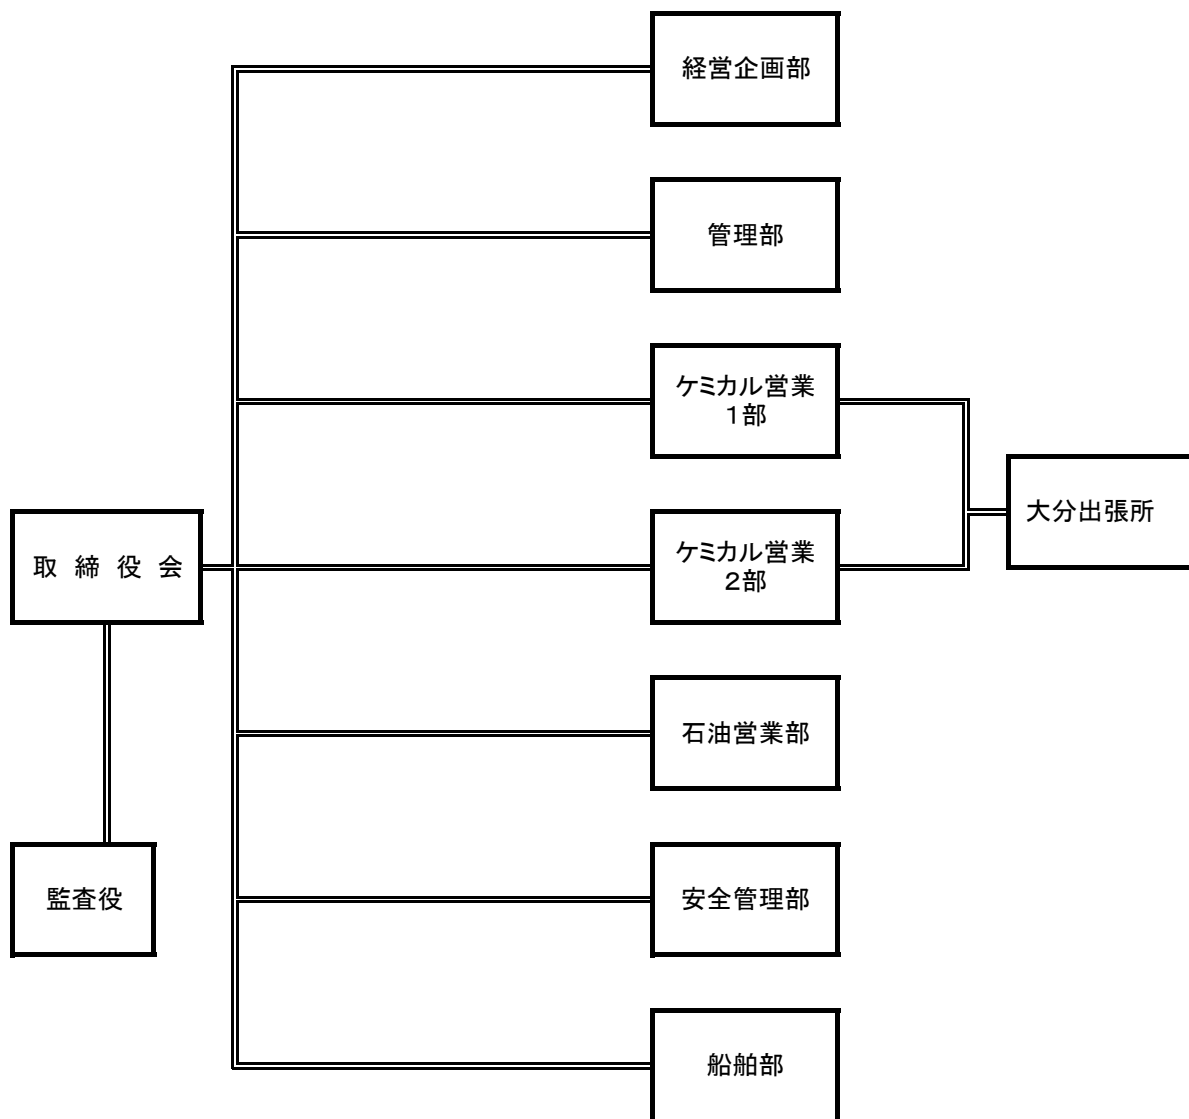 経営企画部
管理部
ケミカル営業
１部
ケミカル営業
２部
大分出張所
取 締 役 会
石油営業部
監査役
安全管理部
船舶部